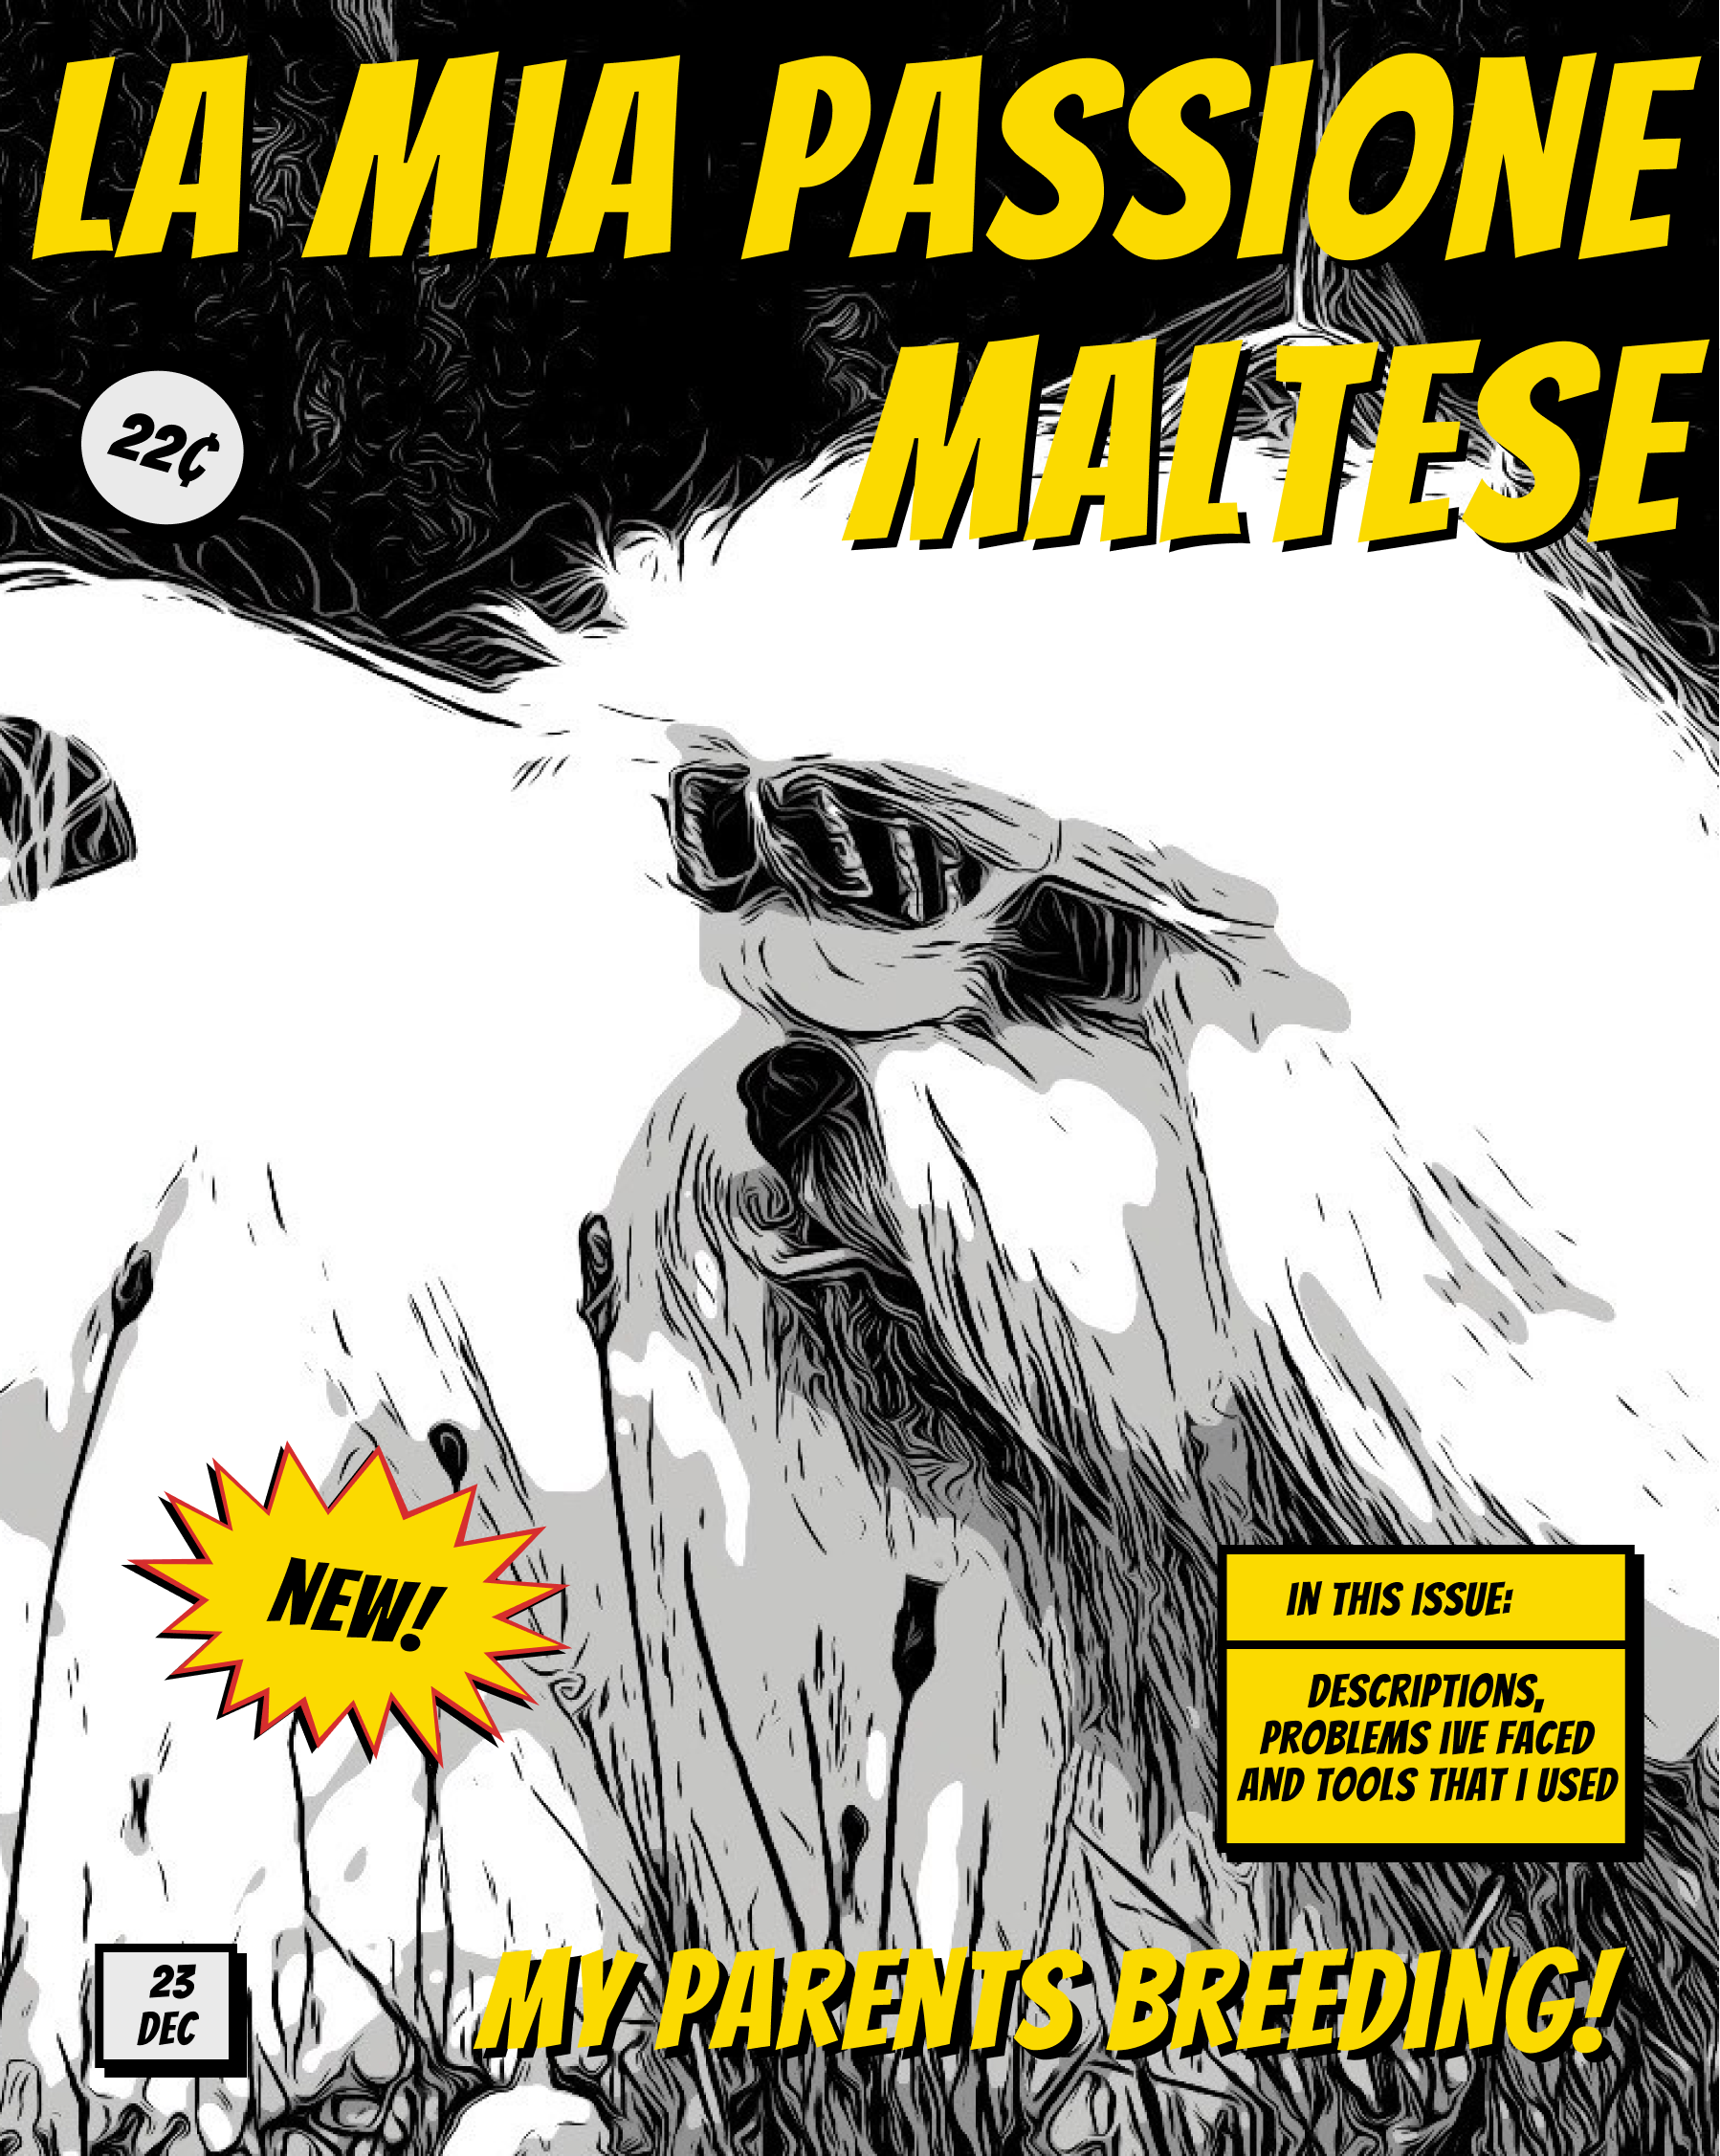 LA MIA PASSIONE
MALTESE
22¢
NEW!
IN THIS ISSUE:
DESCRIPTIONS,
PROBLEMS IVE FACED
AND TOOLS THAT I USED
23
DEC
MY PARENTS BREEDING!